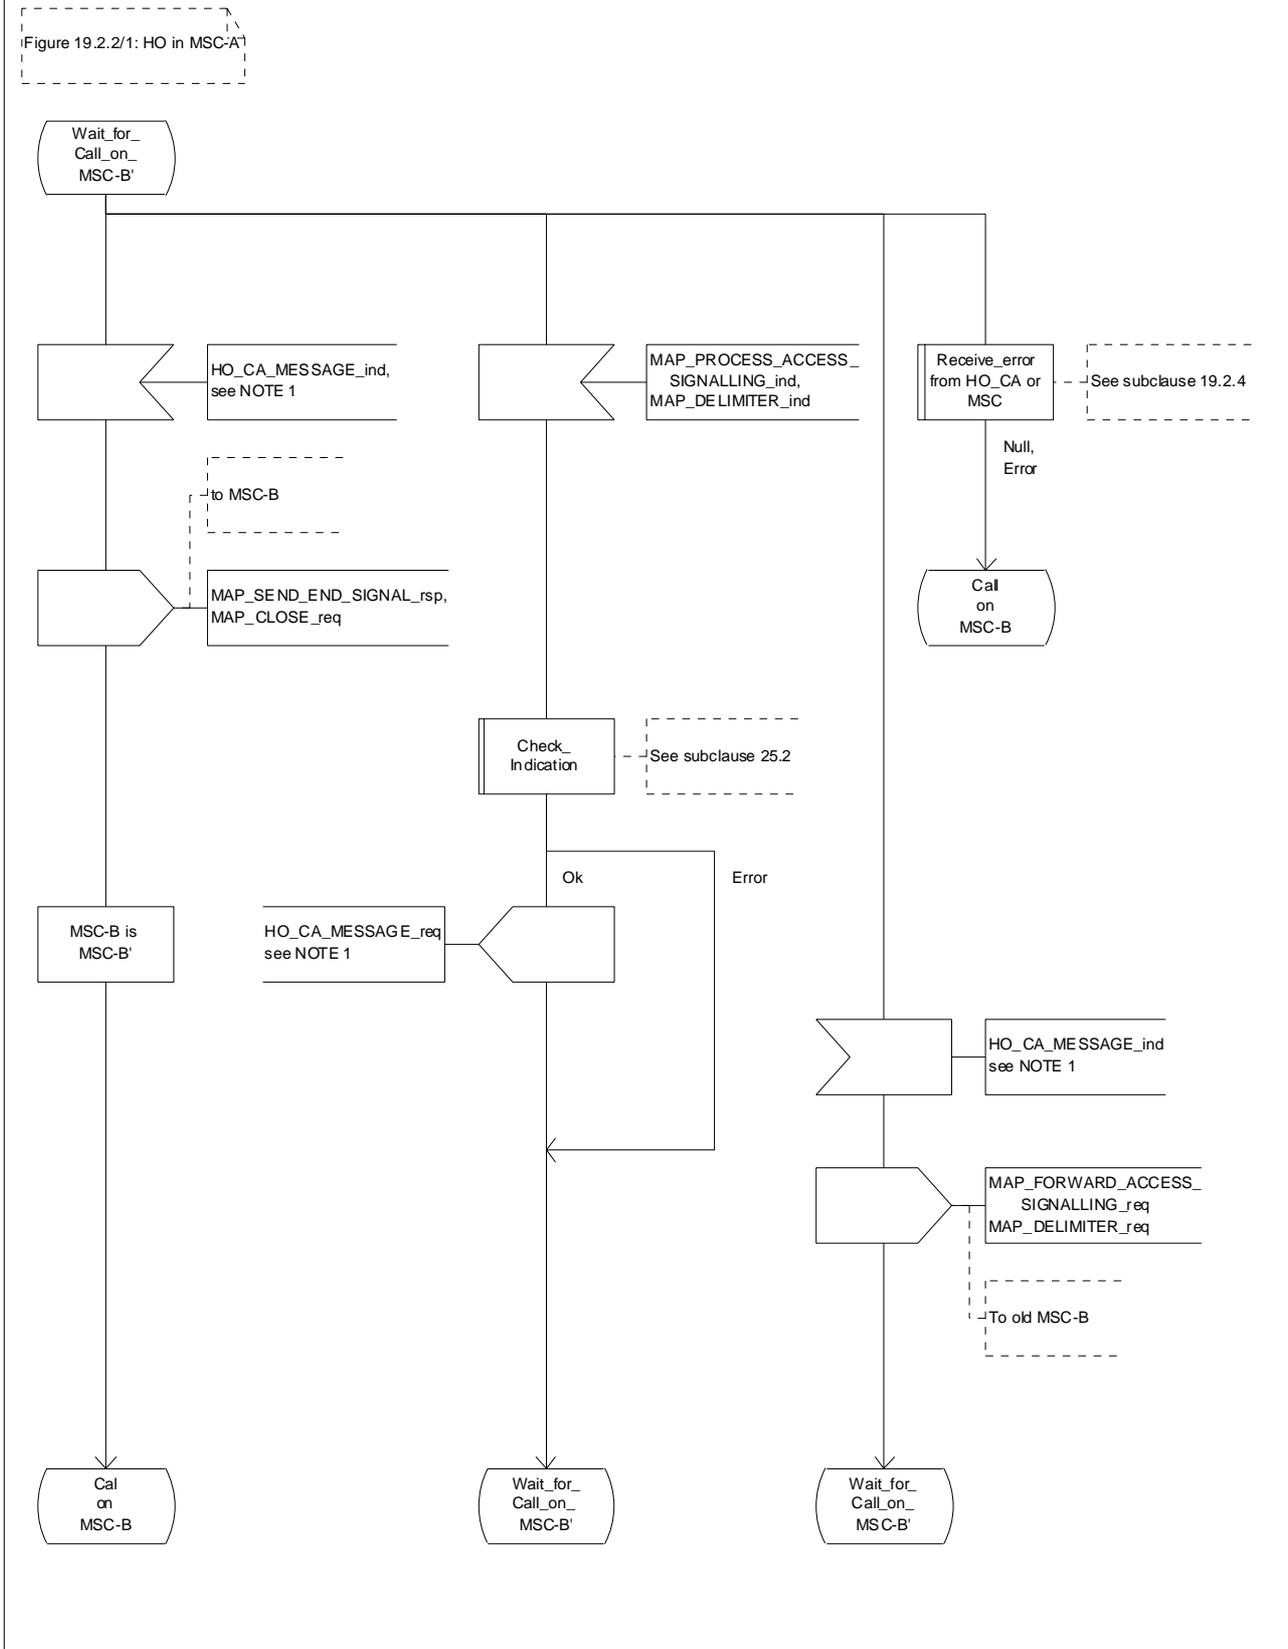 Figure 19.2.2/1: HO in MSC-A
Wait_for_
Call_on_
MSC-B'
HO_CA_MESSAGE_ind,
see NOTE 1
MAP_PROCESS_ACCESS_
SIGNALLING_ind,
MAP_DELIMITER_ind
Receive_error
from HO_CA or
MSC
See subclause 19.2.4
Null,
Error
to MSC-B
MAP_SEND_END_SIGNAL_rsp,
MAP_CLOSE_req
Call
on
MSC-B
Check_
Indication
See subclause 25.2
Ok
Error
MSC-B is
MSC-B'
HO_CA_MESSAGE_req
see NOTE 1
HO_CA_MESSAGE_ind
see NOTE 1
MAP_FORWARD_ACCESS_
SIGNALLING_req
MAP_DELIMITER_req
To old MSC-B
Cal
on
MSC-B
Wait_for_
Call_on_
MSC-B'
Wait_for_
Call_on_
MSC-B'